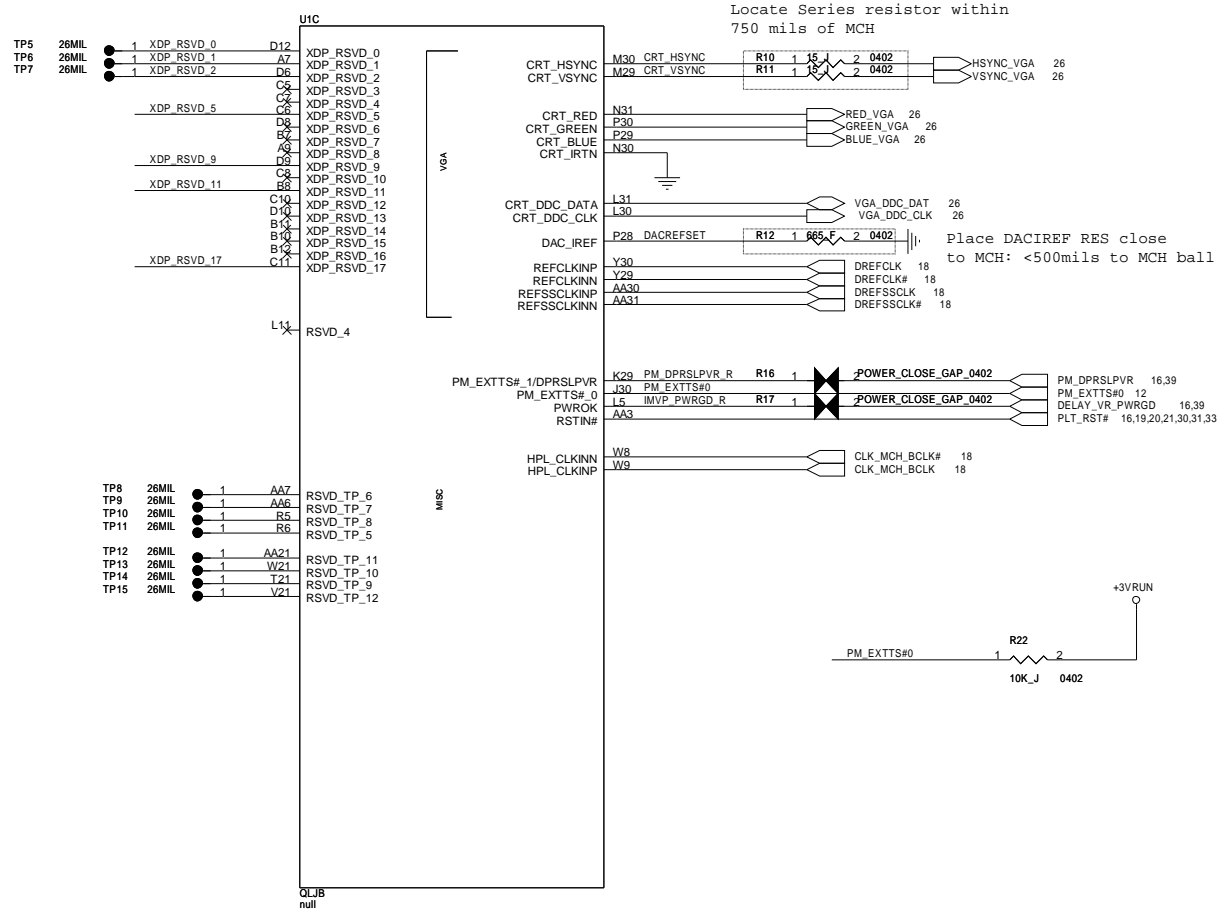 Locate Series resistor within
750 mils of MCH
U1C
TP5 26MIL 1 XDP_RSVD_0 D12 XDP_RSVD_0
TP6 26MIL 1 XDP_RSVD_1 A7 XDP_RSVD_1
TP7 26MIL 1 XDP_RSVD_2 D6 XDP_RSVD_2
C5 XDP_RSVD_3
C7 XDP_RSVD_4
XDP_RSVD_5 C6 XDP_RSVD_5
D8 XDP_RSVD_6
B7 XDP_RSVD_7
A9 XDP_RSVD_8
XDP_RSVD_9 D9 XDP_RSVD_9
C8 XDP_RSVD_10
XDP_RSVD_11 B8 XDP_RSVD_11
C10 XDP_RSVD_12
D10 XDP_RSVD_13
B11 XDP_RSVD_14
B10 XDP_RSVD_15
B12 XDP_RSVD_16
XDP_RSVD_17 C11 XDP_RSVD_17
L11 RSVD_4
VGA
CRT_HSYNC M30 CRT_HSYNC R10 1 15_J 2 0402 HSYNC_VGA 26
CRT_VSYNC M29 CRT_VSYNC R11 1 15_J 2 0402 VSYNC_VGA 26
CRT_RED N31 RED_VGA 26
CRT_GREEN P30 GREEN_VGA 26
CRT_BLUE P29 BLUE_VGA 26
CRT_IRTN N30
CRT_DDC_DATA L31 VGA_DDC_DAT 26
CRT_DDC_CLK L30 VGA_DDC_CLK 26
DAC_IREF P28 DACREFSET R12 1 665_F 2 0402
Place DACIREF RES close
to MCH: <500mils to MCH ball
REFCLKINP Y30 DREFCLK 18
REFCLKINN Y29 DREFCLK# 18
REFSSCLKINP AA30 DREFSSCLK 18
REFSSCLKINN AA31 DREFSSCLK# 18
PM_EXTTS#_1/DPRSLPVR K29 PM_DPRSLPVR_R R16 1 2 POWER_CLOSE_GAP_0402 PM_DPRSLPVR 16,39
PM_EXTTS#_0 J30 PM_EXTTS#0 PM_EXTTS#0 12
PWROK L5 IMVP_PWRGD_R R17 1 2 POWER_CLOSE_GAP_0402 DELAY_VR_PWRGD 16,39
RSTIN# AA3 PLT_RST# 16,19,20,21,30,31,33
HPL_CLKINN W8 CLK_MCH_BCLK# 18
HPL_CLKINP W9 CLK_MCH_BCLK 18
MISC
TP8 26MIL 1 AA7 RSVD_TP_6
TP9 26MIL 1 AA6 RSVD_TP_7
TP10 26MIL 1 R5 RSVD_TP_8
TP11 26MIL 1 R6 RSVD_TP_5
TP12 26MIL 1 AA21 RSVD_TP_11
TP13 26MIL 1 W21 RSVD_TP_10
TP14 26MIL 1 T21 RSVD_TP_9
TP15 26MIL 1 V21 RSVD_TP_12
+3VRUN
R22
PM_EXTTS#0 1 2
10K_J 0402
QLJB
null